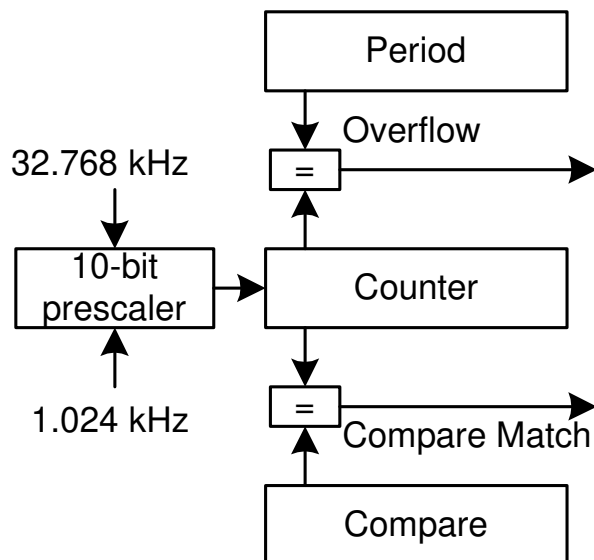 Period
Overflow
32.768 kHz
=
10-bit
prescaler
Counter
=
1.024 kHz
Compare Match
Compare